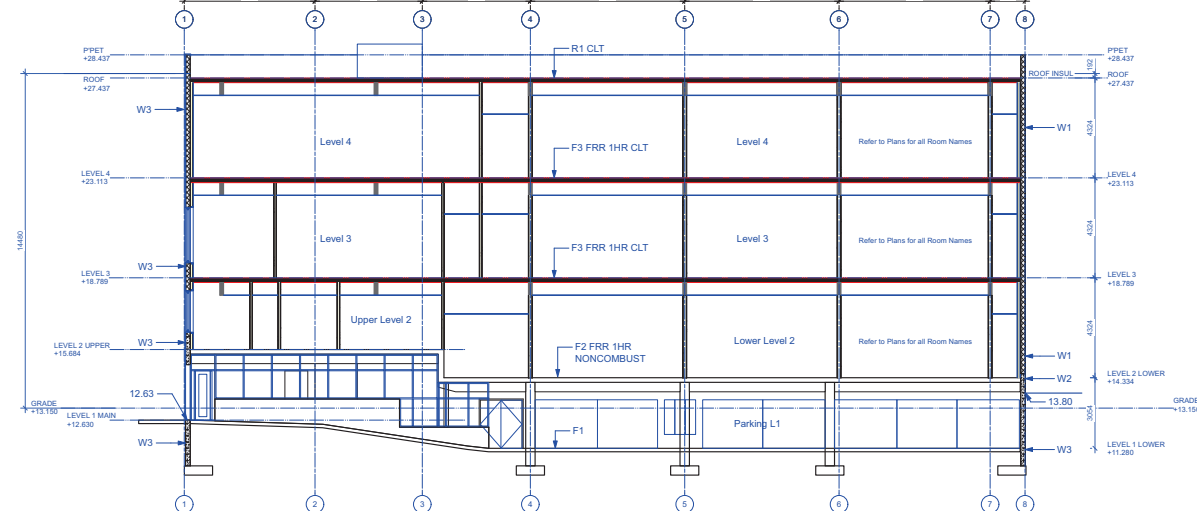 1 2 3 4 5 6 7 8
P'PET
+28.437
R1 CLT
P'PET
+28.437
ROOF
+27.437
ROOF INSUL
192
ROOF
+27.437
W3
W1
4324
Level 4
F3 FRR 1HR CLT
Level 4
Refer to Plans for all Room Names
LEVEL 4
+23.113
LEVEL 4
+23.113
14480
Level 3
F3 FRR 1HR CLT
Level 3
Refer to Plans for all Room Names
4324
W3
LEVEL 3
+18.789
LEVEL 3
+18.789
Upper Level 2
4324
W3
LEVEL 2 UPPER
+15.684
F2 FRR 1HR
NONCOMBUST
Lower Level 2
Refer to Plans for all Room Names
W1
W2
LEVEL 2 LOWER
+14.334
12.63
13.80
GRADE
+13.150
GRADE
+13.150
LEVEL 1 MAIN
+12.630
3054
F1
Parking L1
W3
W3
LEVEL 1 LOWER
+11.280
1 2 3 4 5 6 7 8